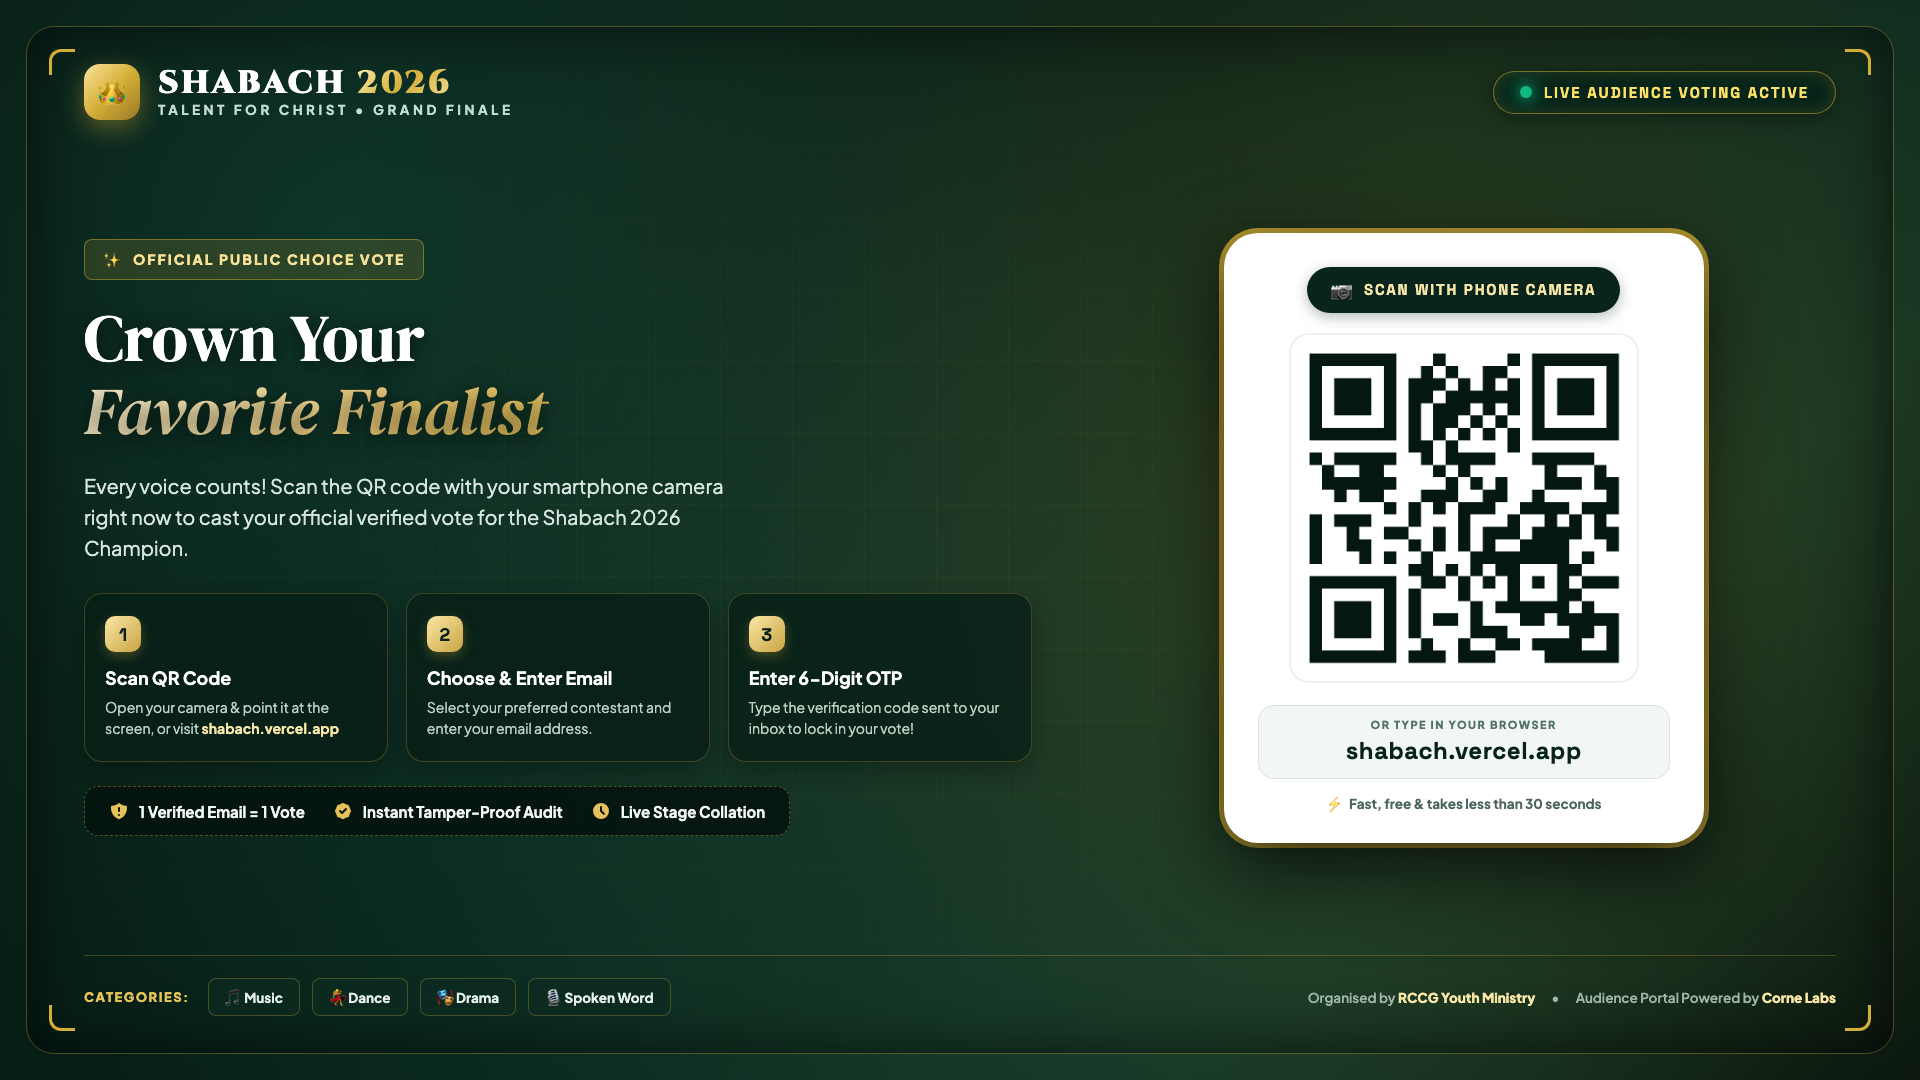 SHABACH 2026
TALENT FOR CHRIST ● GRAND FINALE
LIVE AUDIENCE VOTING ACTIVE
✨ OFFICIAL PUBLIC CHOICE VOTE
Crown Your
Favorite Finalist
Every voice counts! Scan the QR code with your smartphone camera
right now to cast your official verified vote for the Shabach 2026
Champion.
1
Scan QR Code
Open your camera & point it at the
screen, or visit shabach.vercel.app
2
Choose & Enter Email
Select your preferred contestant and
enter your email address.
3
Enter 6-Digit OTP
Type the verification code sent to your
inbox to lock in your vote!
1 Verified Email = 1 Vote
Instant Tamper-Proof Audit
Live Stage Collation
📷 SCAN WITH PHONE CAMERA
OR TYPE IN YOUR BROWSER
shabach.vercel.app
⚡ Fast, free & takes less than 30 seconds
CATEGORIES: 🎵 Music 💃 Dance 🎭 Drama 🎙️ Spoken Word
Organised by RCCG Youth Ministry ● Audience Portal Powered by Corne Labs